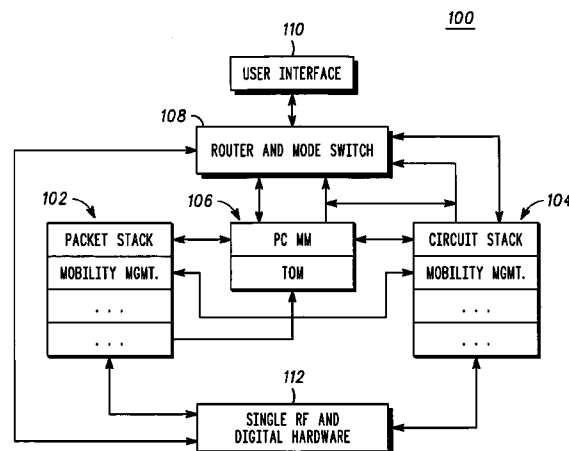 100
110
USER INTERFACE
108
ROUTER AND MODE SWITCH
102
106
104
PACKET STACK
MOBILITY MGMT.
. . .
. . .
PC MM
TOM
CIRCUIT STACK
MOBILITY MGMT.
. . .
. . .
112
SINGLE RF AND
DIGITAL HARDWARE